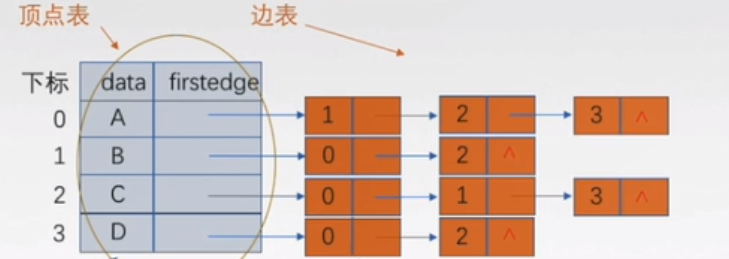 顶点表 边表
下标 data firstedge
0 A 1 2 3 ^
1 B 0 2 ^
2 C 0 1 3 ^
3 D 0 2 ^